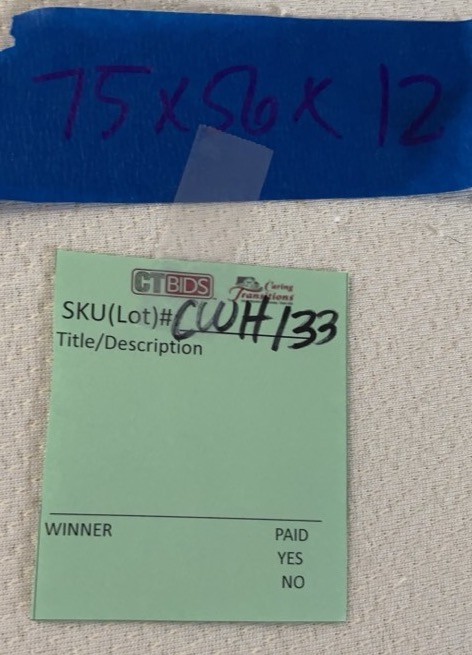 75 x 56 x 12
CTBIDS Caring Transitions
SKU(Lot)# CWH133
Title/Description
WINNER PAID
YES
NO